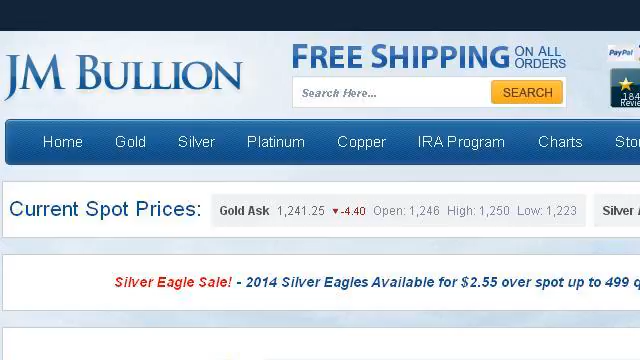 JM BULLION
FREE SHIPPING ON ALL ORDERS
PayPal
Search Here...
SEARCH
184
Home Gold Silver Platinum Copper IRA Program Charts
Current Spot Prices: Gold Ask 1,241.25 ▼-4.40 Open: 1,246 High: 1,250 Low: 1,223 Silver
Silver Eagle Sale! - 2014 Silver Eagles Available for $2.55 over spot up to 499